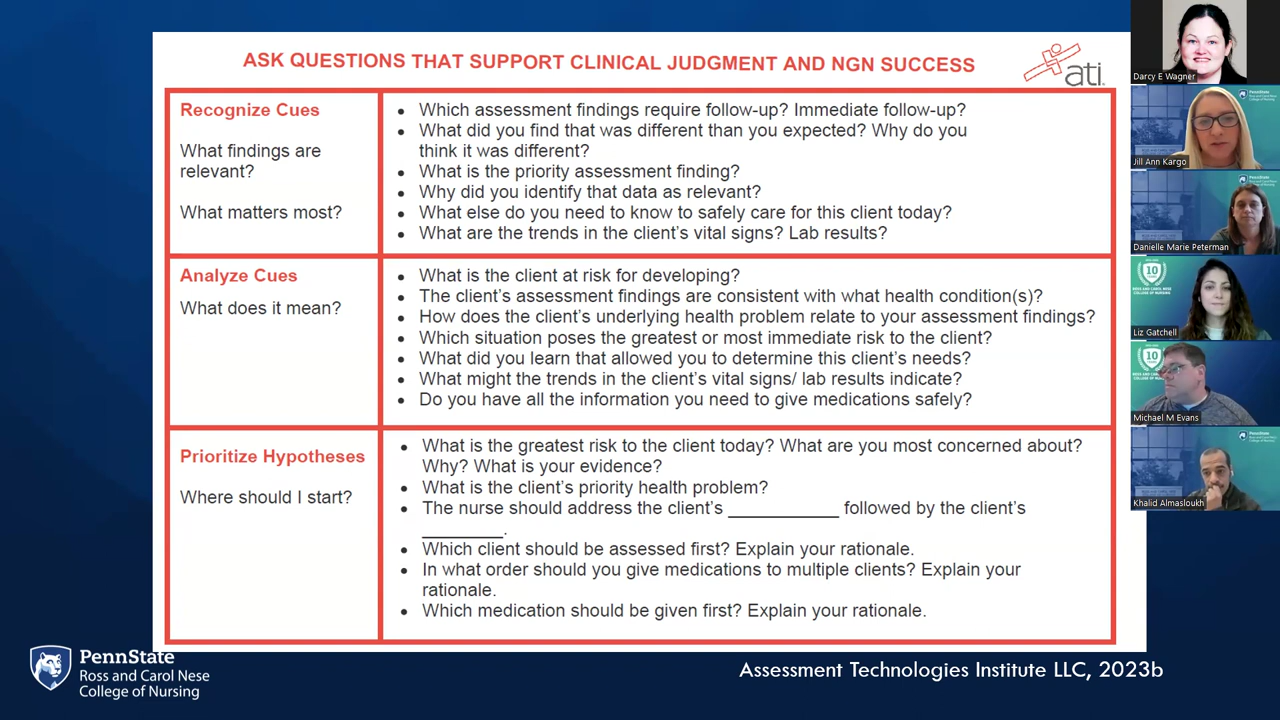 ASK QUESTIONS THAT SUPPORT CLINICAL JUDGMENT AND NGN SUCCESS
ati
Recognize Cues
What findings are
relevant?
What matters most?
• Which assessment findings require follow-up? Immediate follow-up?
• What did you find that was different than you expected? Why do you
think it was different?
• What is the priority assessment finding?
• Why did you identify that data as relevant?
• What else do you need to know to safely care for this client today?
• What are the trends in the client's vital signs? Lab results?
Analyze Cues
What does it mean?
• What is the client at risk for developing?
• The client's assessment findings are consistent with what health condition(s)?
• How does the client's underlying health problem relate to your assessment findings?
• Which situation poses the greatest or most immediate risk to the client?
• What did you learn that allowed you to determine this client's needs?
• What might the trends in the client's vital signs/ lab results indicate?
• Do you have all the information you need to give medications safely?
Prioritize Hypotheses
Where should I start?
• What is the greatest risk to the client today? What are you most concerned about?
Why? What is your evidence?
• What is the client's priority health problem?
• The nurse should address the client's ___________ followed by the client's
________.
• Which client should be assessed first? Explain your rationale.
• In what order should you give medications to multiple clients? Explain your
rationale.
• Which medication should be given first? Explain your rationale.
PennState
Ross and Carol Nese
College of Nursing
Assessment Technologies Institute LLC, 2023b
Darcy E Wagner
Jill Ann Kargo
Danielle Marie Peterman
10
Liz Gatchell
10
Michael M Evans
Khalid Almasloukh